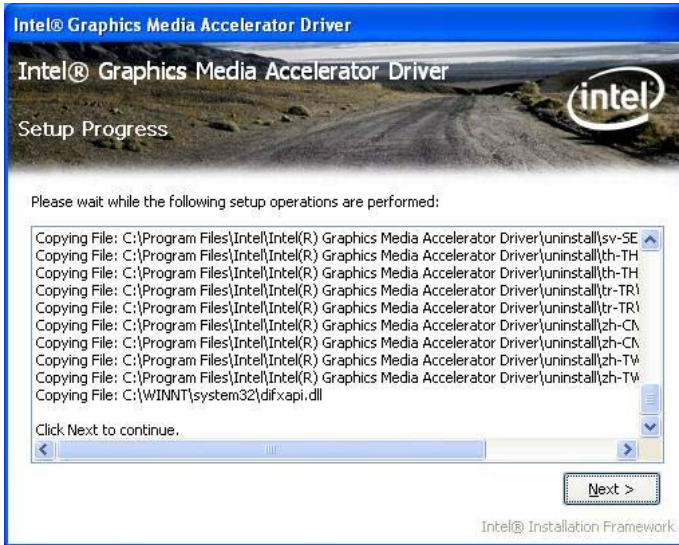 Intel® Graphics Media Accelerator Driver
Intel® Graphics Media Accelerator Driver
intel
Setup Progress
Please wait while the following setup operations are performed:
Copying File: C:\Program Files\Intel\Intel(R) Graphics Media Accelerator Driver\uninstall\sv-SE
Copying File: C:\Program Files\Intel\Intel(R) Graphics Media Accelerator Driver\uninstall\th-TH
Copying File: C:\Program Files\Intel\Intel(R) Graphics Media Accelerator Driver\uninstall\th-TH
Copying File: C:\Program Files\Intel\Intel(R) Graphics Media Accelerator Driver\uninstall\tr-TR\
Copying File: C:\Program Files\Intel\Intel(R) Graphics Media Accelerator Driver\uninstall\tr-TR\
Copying File: C:\Program Files\Intel\Intel(R) Graphics Media Accelerator Driver\uninstall\zh-CN
Copying File: C:\Program Files\Intel\Intel(R) Graphics Media Accelerator Driver\uninstall\zh-CN
Copying File: C:\Program Files\Intel\Intel(R) Graphics Media Accelerator Driver\uninstall\zh-TW
Copying File: C:\Program Files\Intel\Intel(R) Graphics Media Accelerator Driver\uninstall\zh-TW
Copying File: C:\WINNT\system32\difxapi.dll
Click Next to continue.
Next >
Intel® Installation Framework